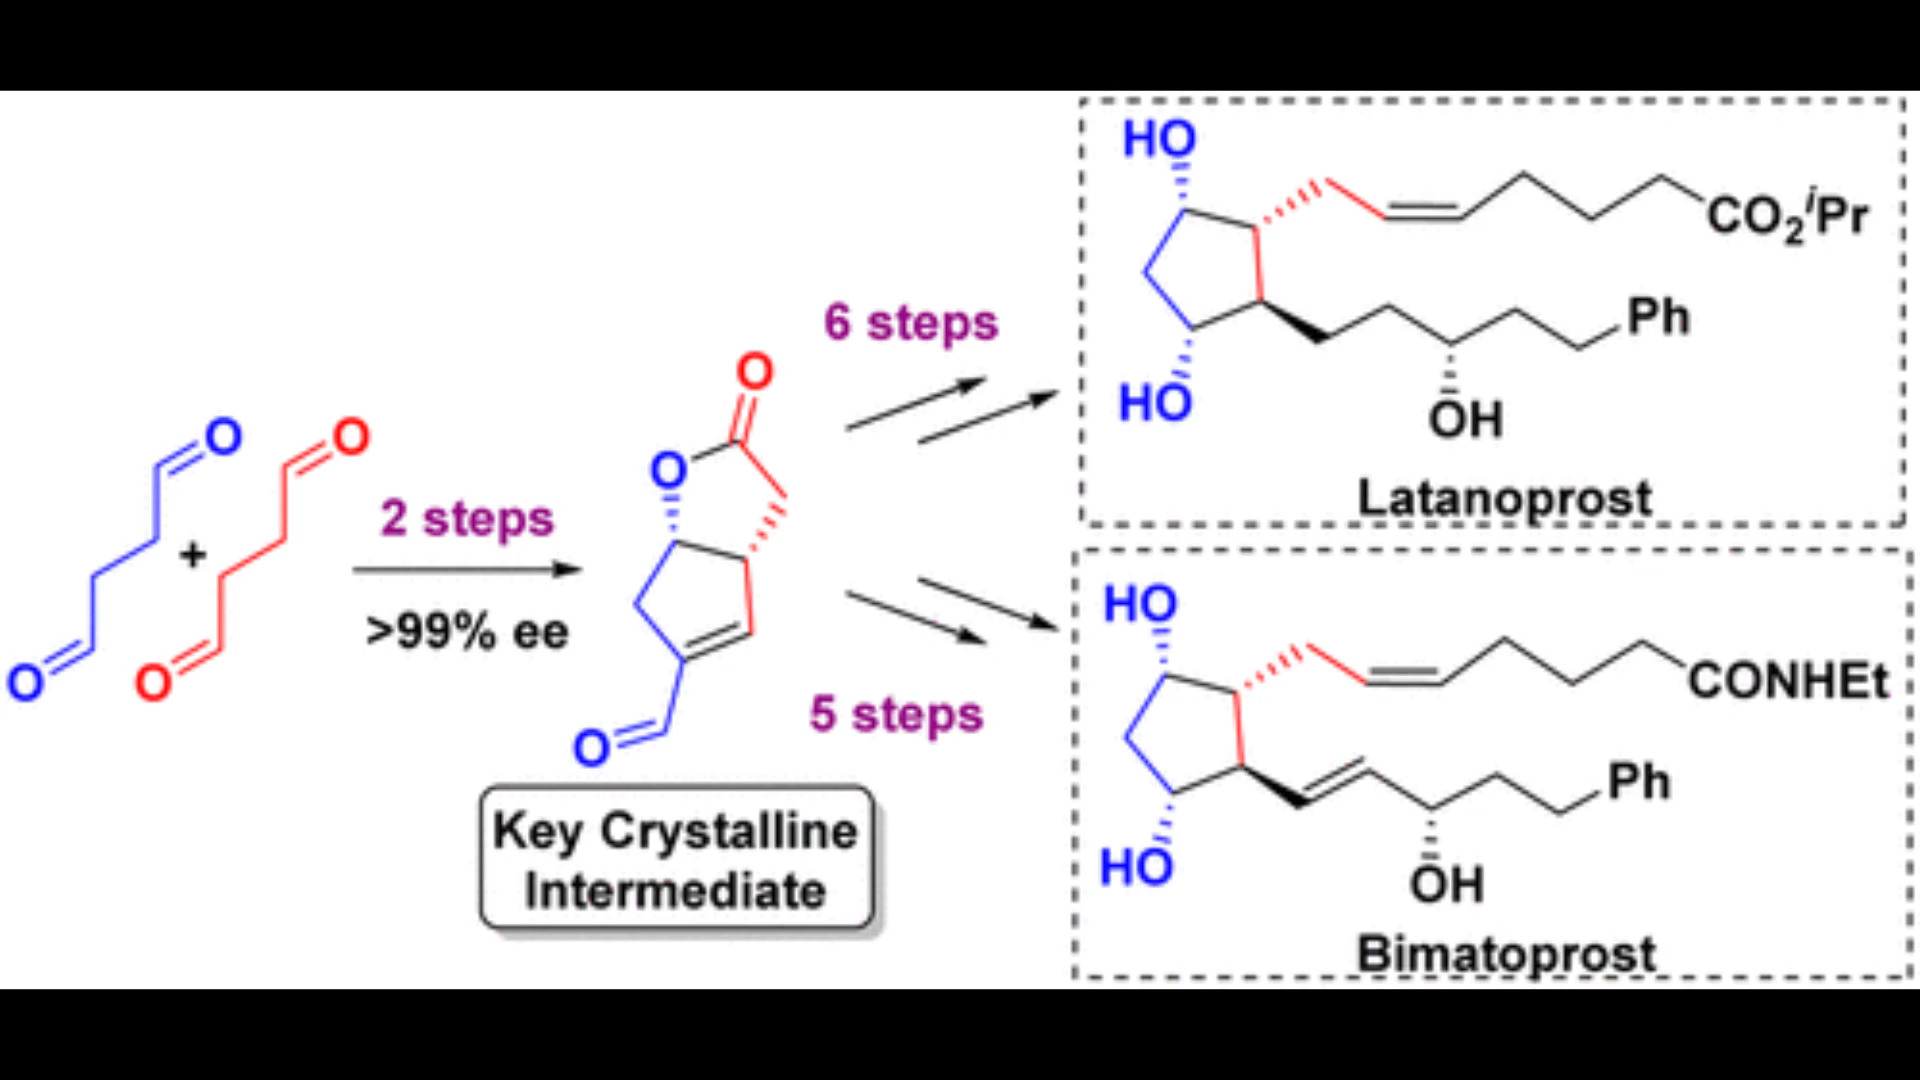 O
O
+
O
O
2 steps
>99% ee
O
O
O
Key Crystalline
Intermediate
6 steps
5 steps
HO
CO2iPr
Ph
HO
OH
Latanoprost
HO
CONHEt
Ph
HO
OH
Bimatoprost